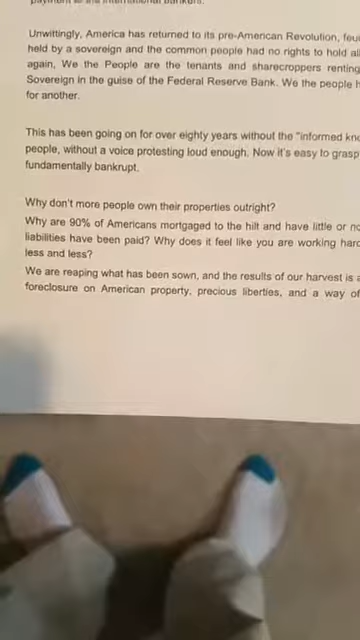 payment to the international bankers.
Unwittingly, America has returned to its pre-American Revolution,
held by a sovereign and the common people had no rights to hold
again, We the People are the tenants and sharecroppers renting
Sovereign in the guise of the Federal Reserve Bank. We the people
for another.
This has been going on for over eighty years without the "informed
people, without a voice protesting loud enough. Now it's easy to grasp
fundamentally bankrupt.
Why don't more people own their properties outright?
Why are 90% of Americans mortgaged to the hilt and have little or
liabilities have been paid? Why does it feel like you are working
less and less?
We are reaping what has been sown, and the results of our harvest is a
foreclosure on American property, precious liberties, and a way of